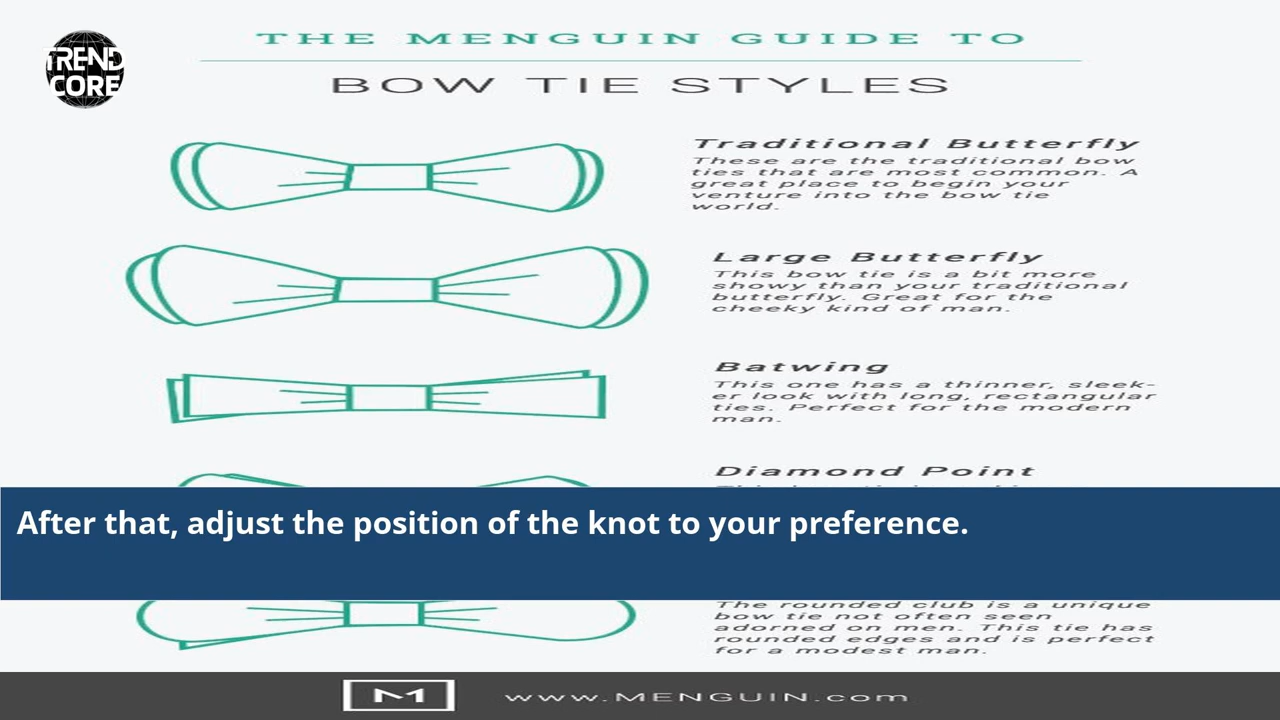 TREND
CORE
THE MENGUIN GUIDE TO
BOW TIE STYLES
Traditional Butterfly
These are the traditional bow
ties that are most common. A
great place to begin your
venture into the bow tie
world.
Large Butterfly
This bow tie is a bit more
showy than your traditional
butterfly. Great for the
cheeky kind of man.
Batwing
This one has a thinner, sleek-
er look with long, rectangular
ties. Perfect for the modern
man.
Diamond Point
After that, adjust the position of the knot to your preference.
The rounded club is a unique
bow tie not often seen
adorned on men. This tie has
rounded edges and is perfect
for a modest man.
M
www.MENGUIN.com